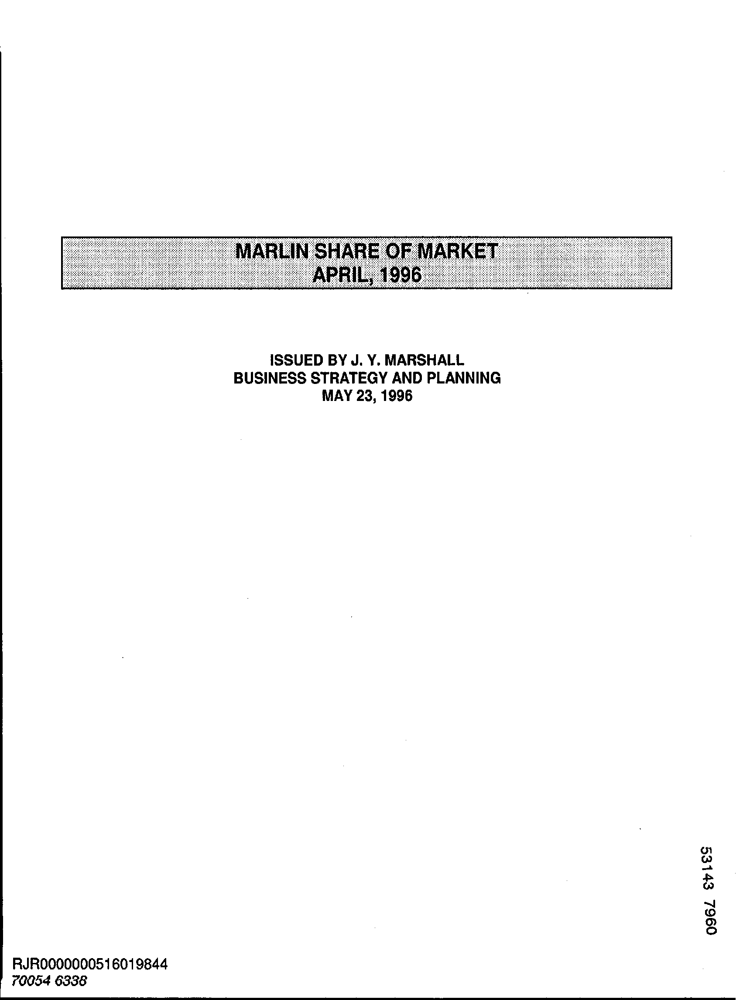 MARLIN SHARE OF MARKET
APRIL, 1996
ISSUED BY J. Y. MARSHALL
BUSINESS STRATEGY AND PLANNING
MAY 23, 1996
53143 7960
RJR0000000516019844
70054 6338